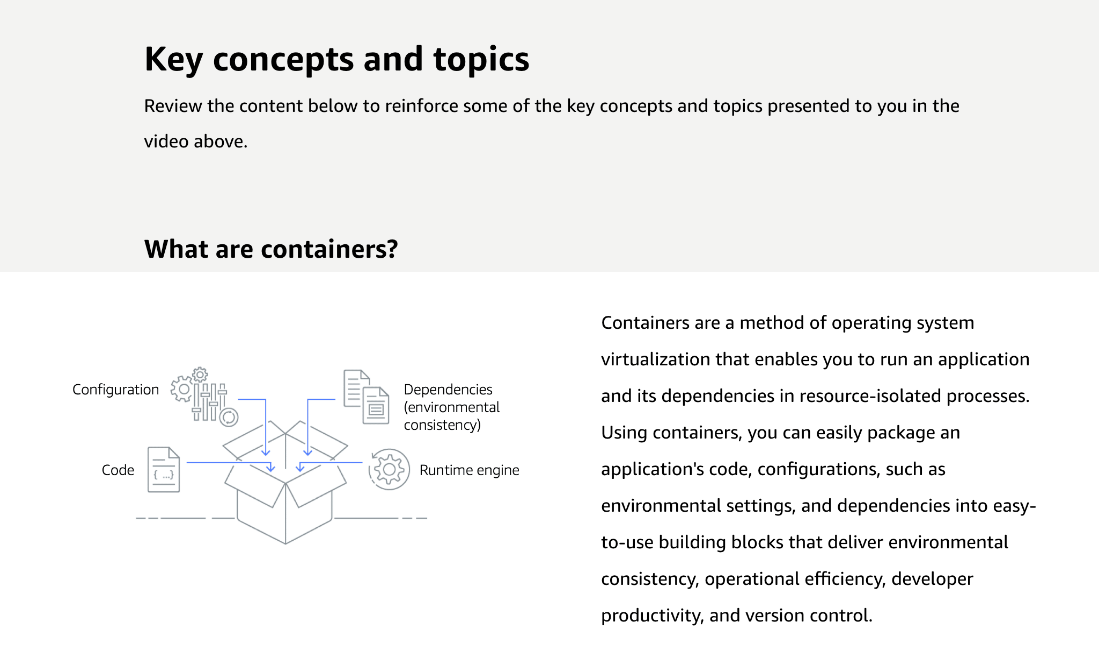 Key concepts and topics
Review the content below to reinforce some of the key concepts and topics presented to you in the
video above.
What are containers?
Configuration
Dependencies
(environmental
consistency)
Code
{ ...}
Runtime engine
Containers are a method of operating system
virtualization that enables you to run an application
and its dependencies in resource-isolated processes.
Using containers, you can easily package an
application's code, configurations, such as
environmental settings, and dependencies into easy-
to-use building blocks that deliver environmental
consistency, operational efficiency, developer
productivity, and version control.